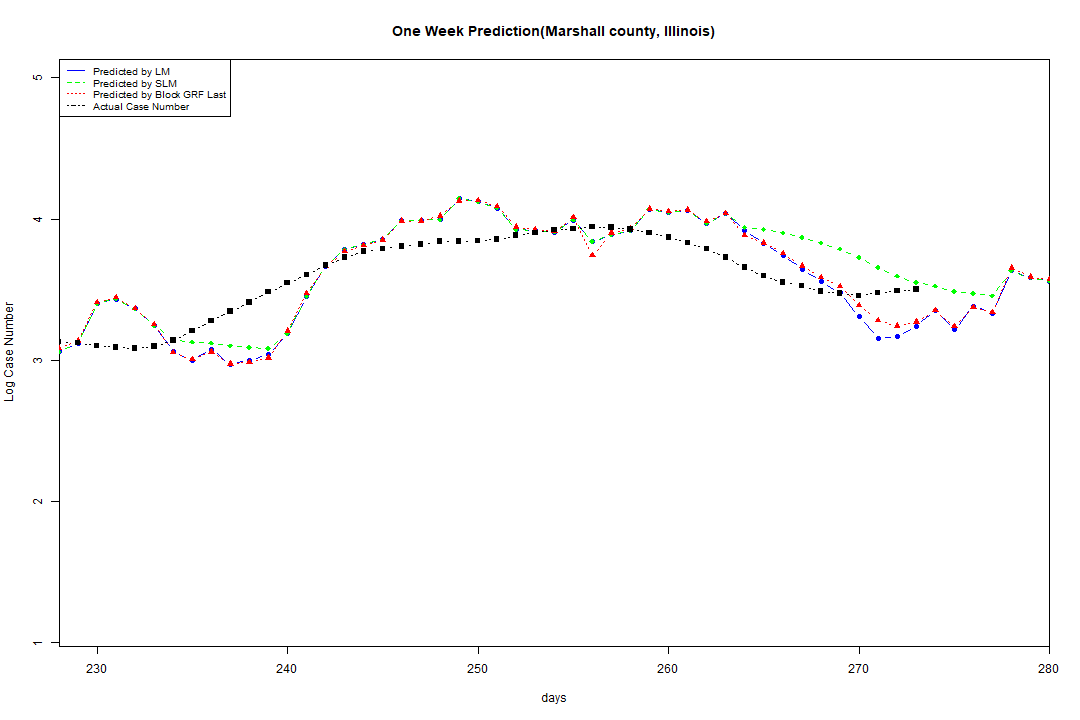 One Week Prediction(Marshall county, Illinois)
Predicted by LM
Predicted by SLM
Predicted by Block GRF Last
Actual Case Number
5
4
3
2
1
Log Case Number
230 240 250 260 270 280
days